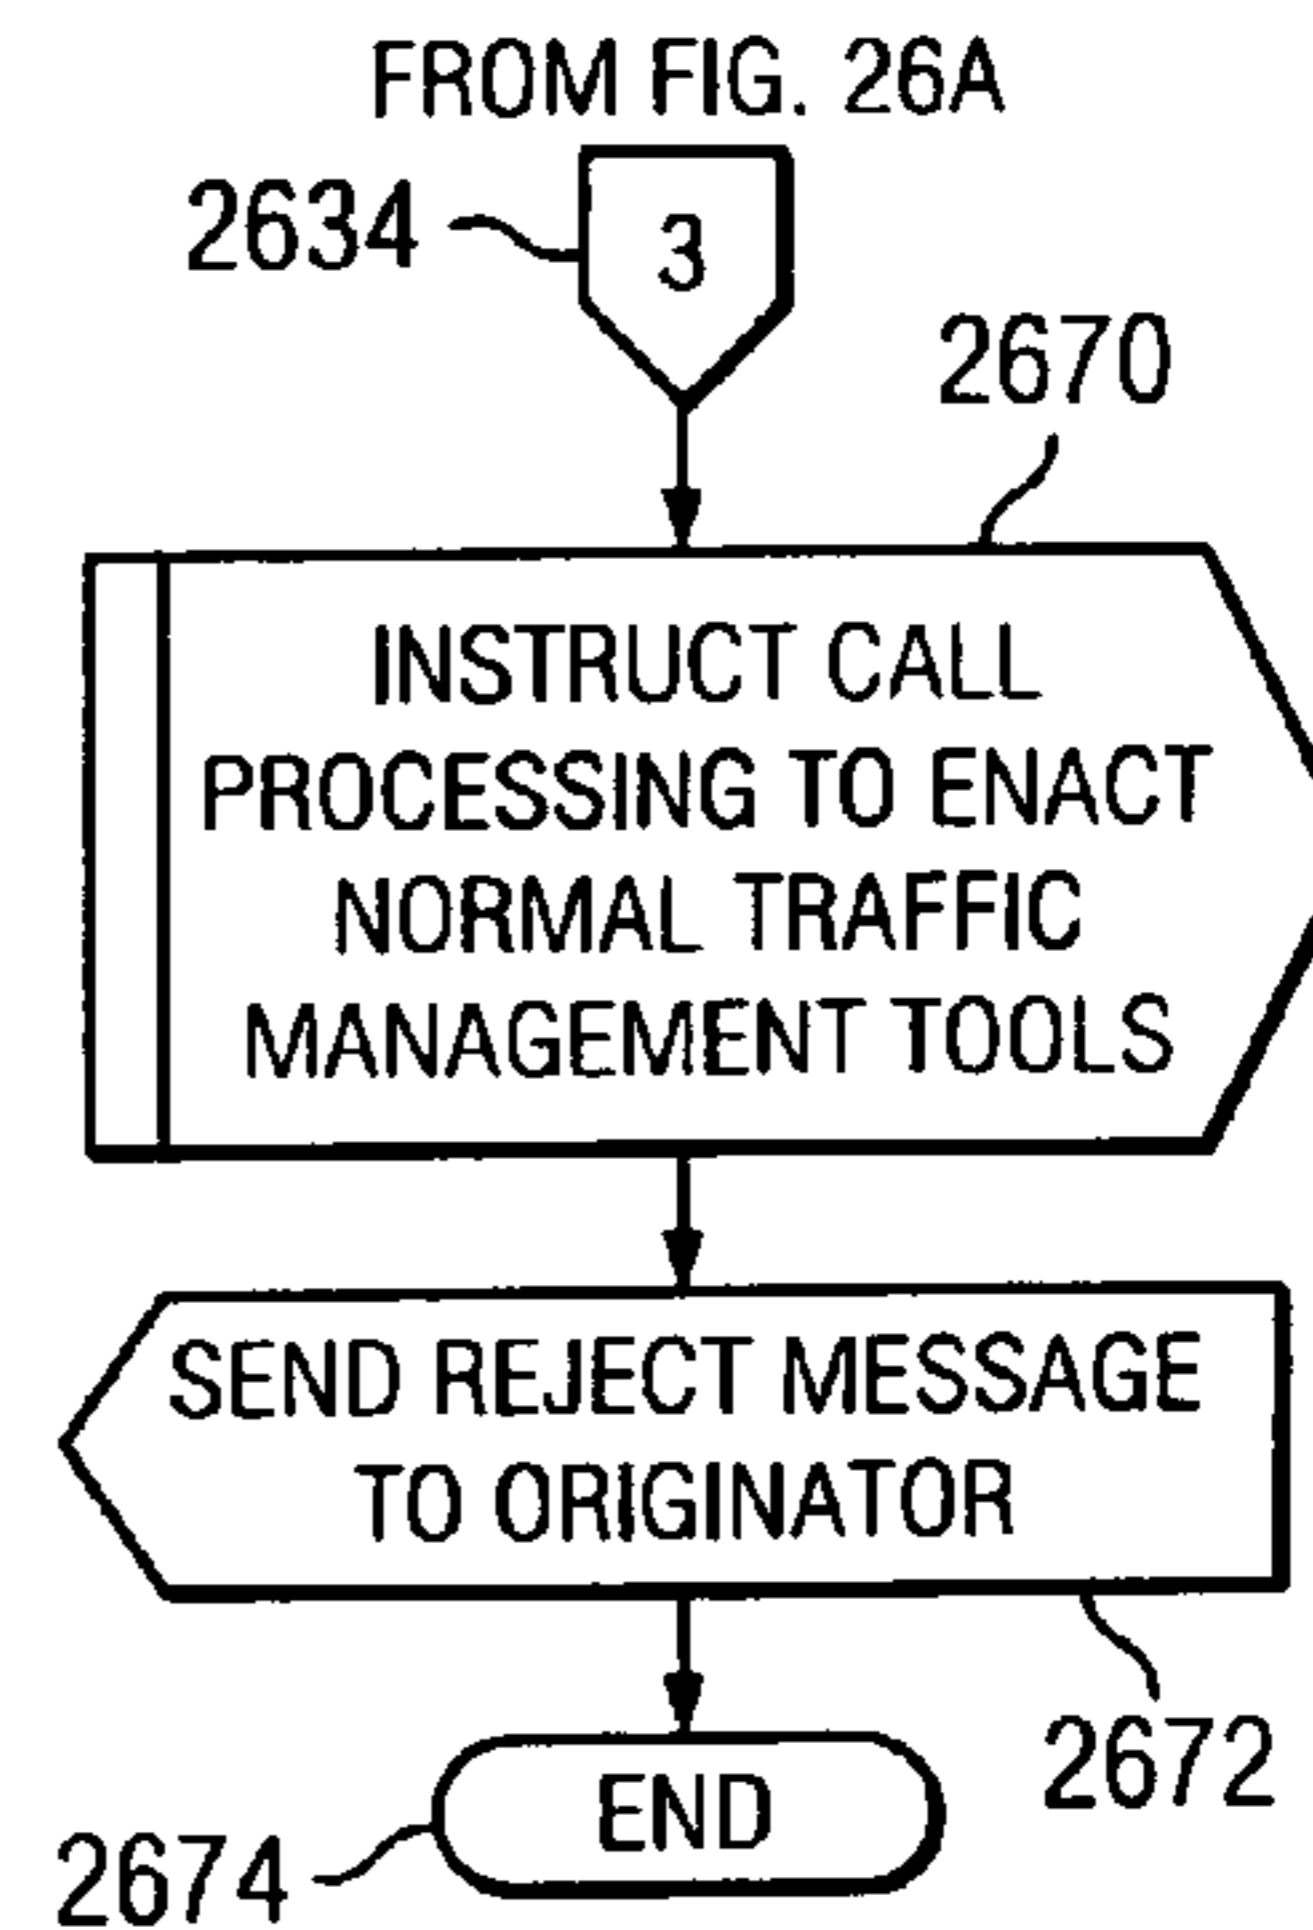 FROM FIG. 26A
2634
3
2670
INSTRUCT CALL
PROCESSING TO ENACT
NORMAL TRAFFIC
MANAGEMENT TOOLS
SEND REJECT MESSAGE
TO ORIGINATOR
2672
END
2674